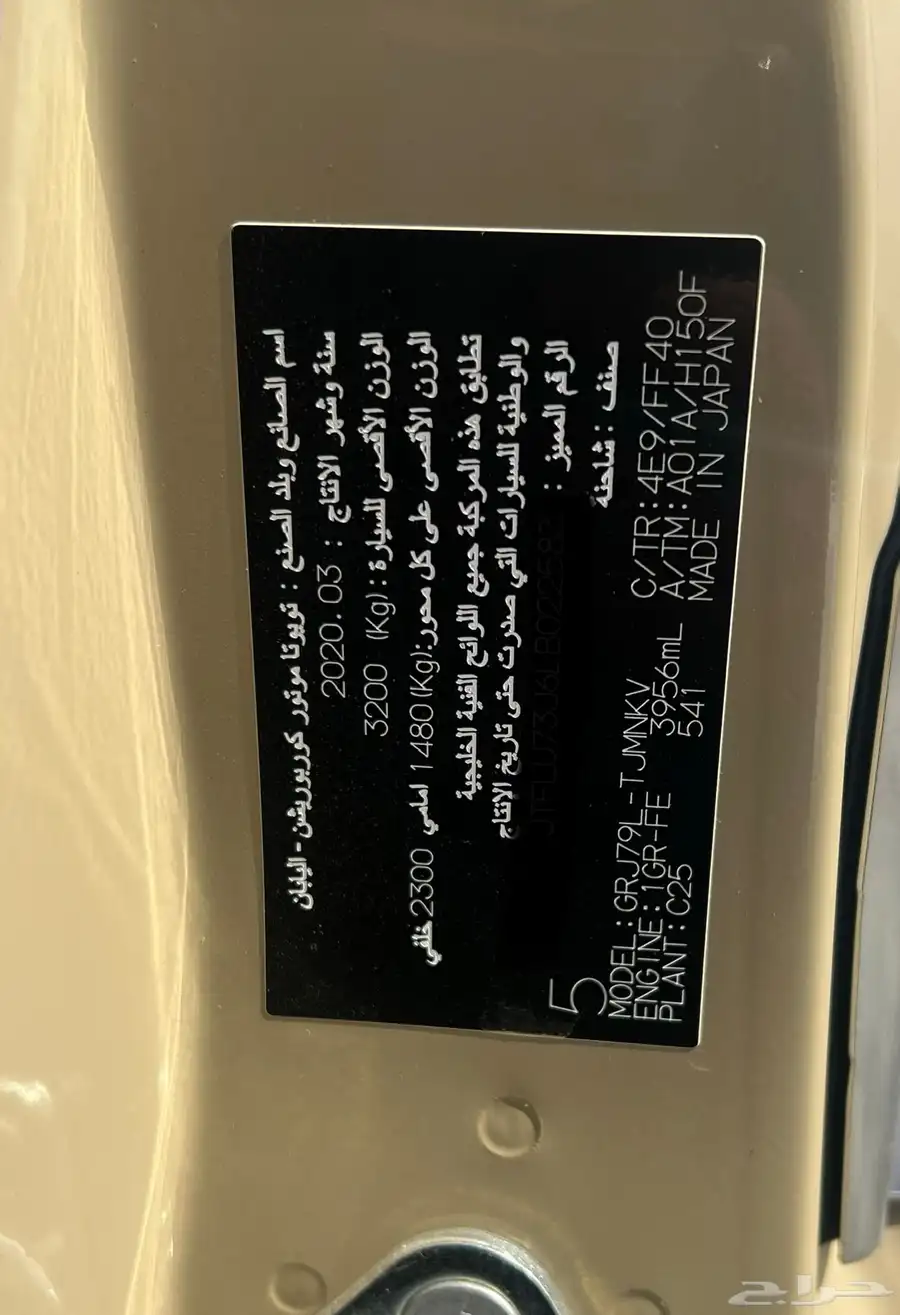 اسم الصانع وبلد الصنع : تويوتا موتور كوربوريشن - اليابان
سنة وشهر الانتاج : 2020.03
الوزن الأقصى للسيارة : 3200 (Kg)
الوزن الأقصى على كل محور:(Kg) 1480 امامي 2300 خلفي
تطابق هذه المركبة جميع اللوائح الفنية الخليجية
والوطنية للسيارات التي صدرت حتى تاريخ الانتاج
الرقم المميز :
صنف : شاحنة
5
MODEL:GRJ79L-TJMNKV C/TR:4E9/FF40
ENGINE:1GR-FE 3956mL A/TM:A01A/H150F
PLANT:C25 541 MADE IN JAPAN
حراج